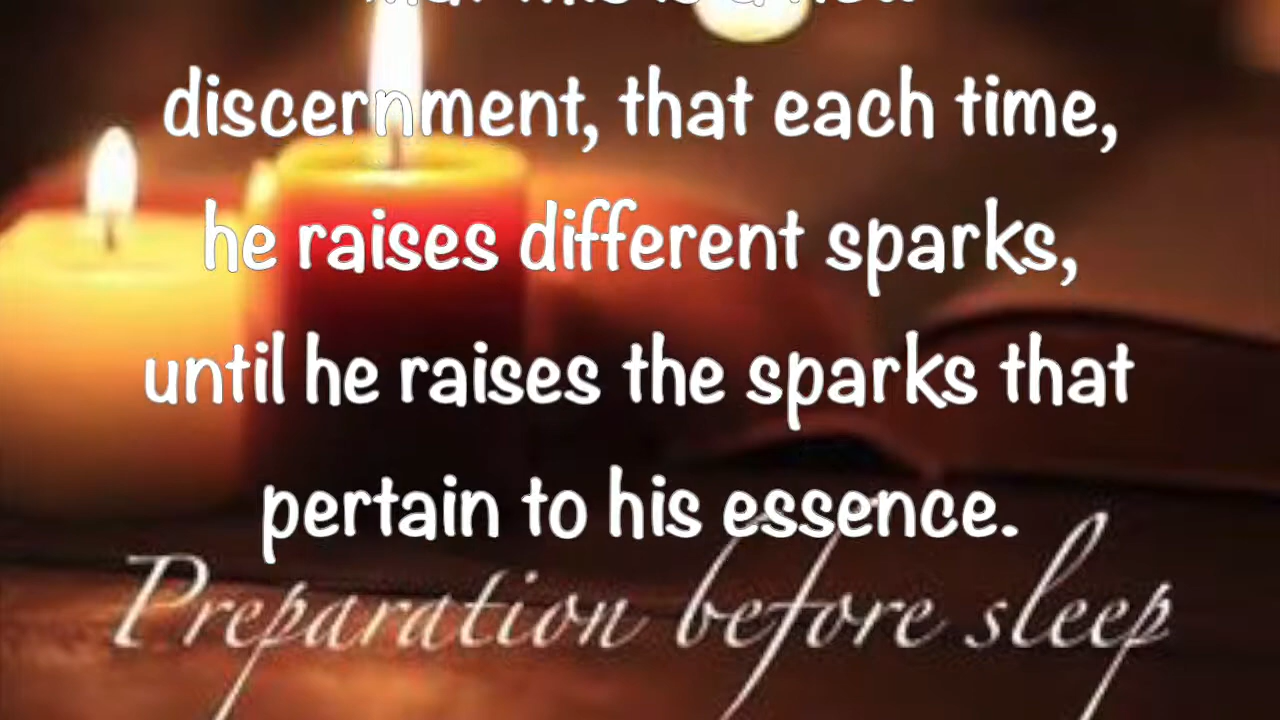 discernment, that each time,
he raises different sparks,
until he raises the sparks that
pertain to his essence.
Preparation before sleep